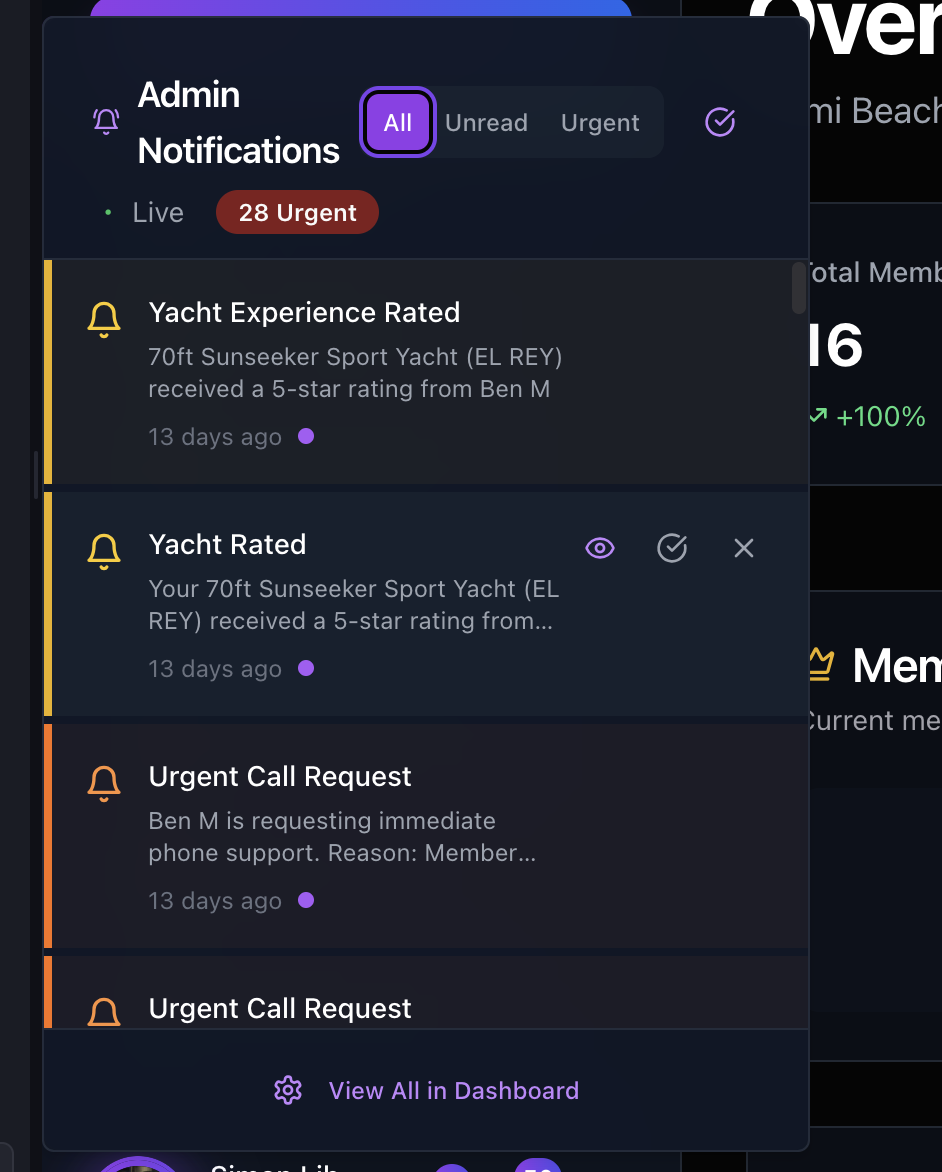 Over
mi Beach
Admin
Notifications
All
Unread
Urgent
Live
28 Urgent
Yacht Experience Rated
70ft Sunseeker Sport Yacht (EL REY)
received a 5-star rating from Ben M
13 days ago
Total Memb
16
+100%
Yacht Rated
Your 70ft Sunseeker Sport Yacht (EL
REY) received a 5-star rating from...
13 days ago
Mem
Current me
Urgent Call Request
Ben M is requesting immediate
phone support. Reason: Member...
13 days ago
Urgent Call Request
View All in Dashboard
Simon Lib